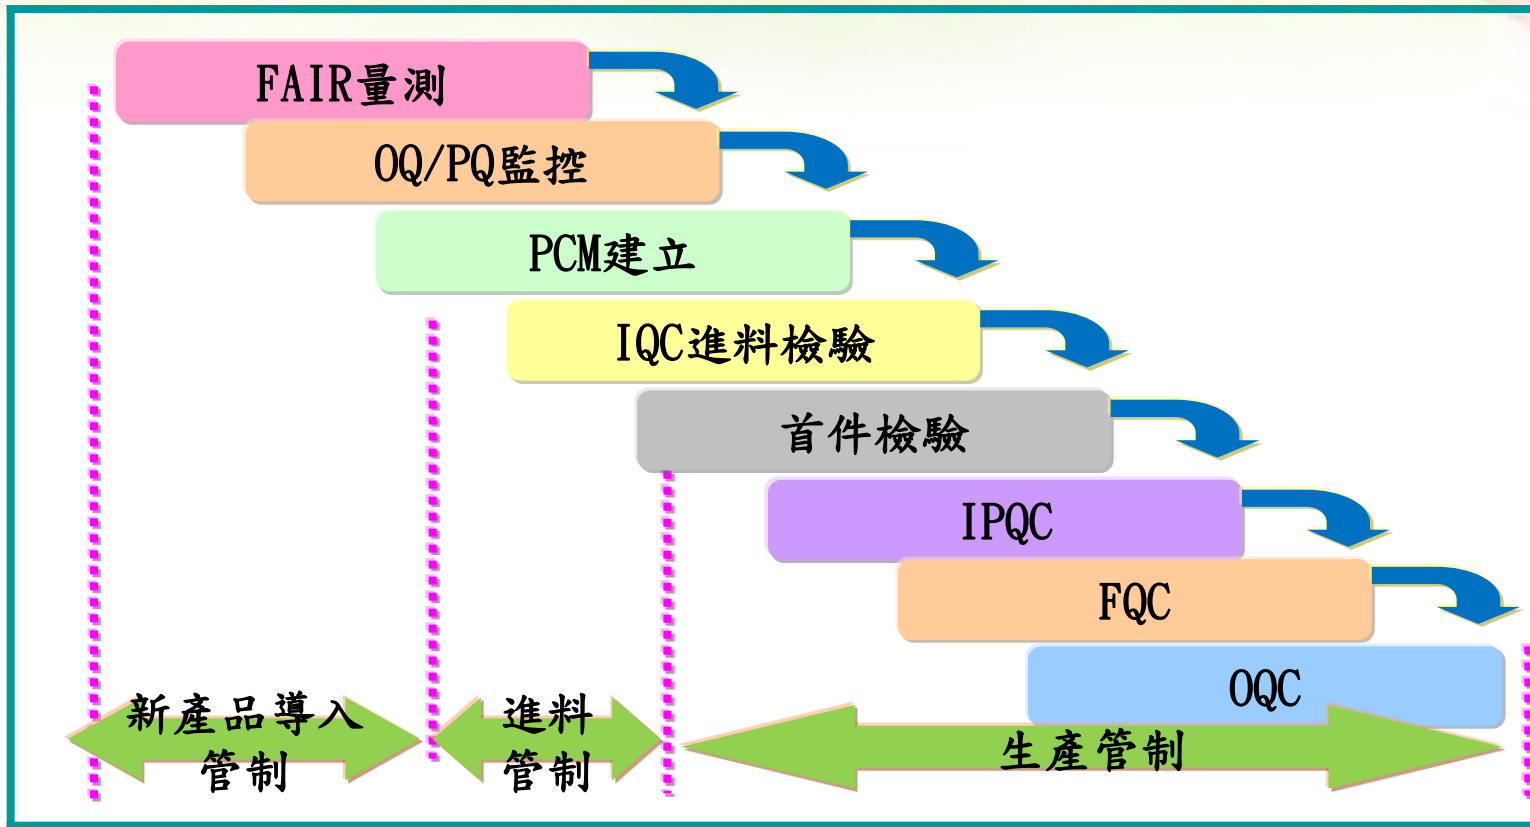 FAIR量測
OQ/PQ監控
PCM建立
IQC進料檢驗
首件檢驗
IPQC
FQC
OQC
新產品導入
管制
進料
管制
生產管制